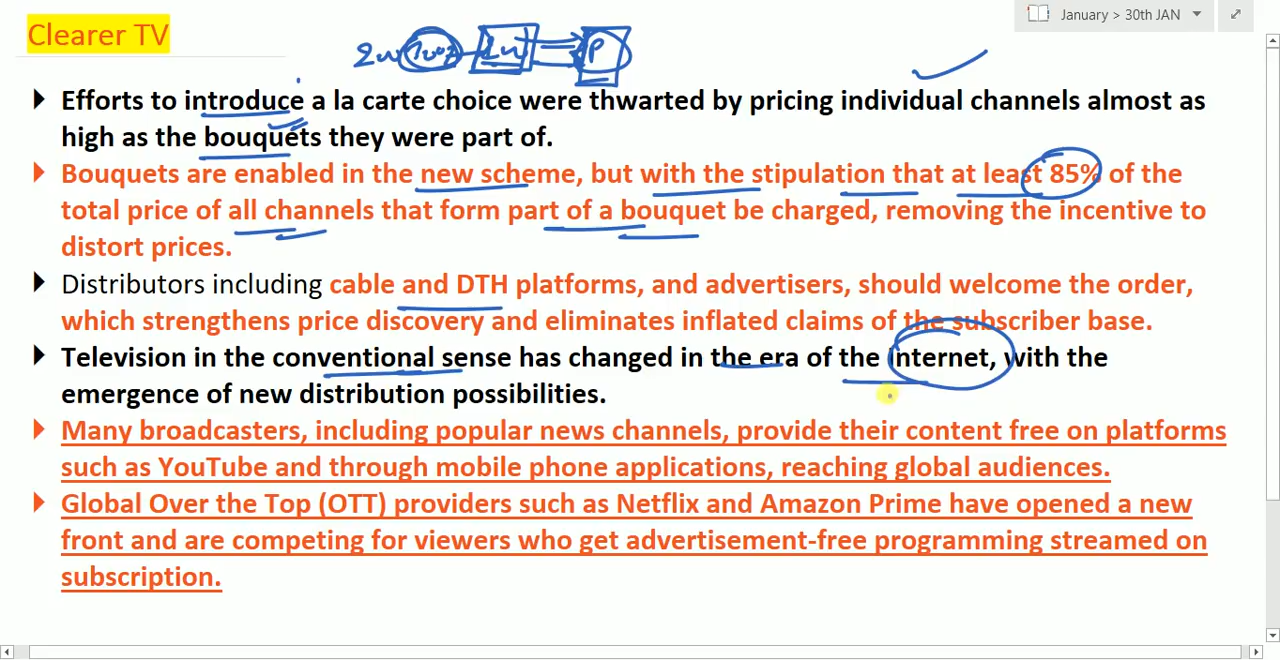 January > 30th JAN
Clearer TV
P
Efforts to introduce a la carte choice were thwarted by pricing individual channels almost as
high as the bouquets they were part of.
Bouquets are enabled in the new scheme, but with the stipulation that at least 85% of the
total price of all channels that form part of a bouquet be charged, removing the incentive to
distort prices.
Distributors including cable and DTH platforms, and advertisers, should welcome the order,
which strengthens price discovery and eliminates inflated claims of the subscriber base.
Television in the conventional sense has changed in the era of the internet, with the
emergence of new distribution possibilities.
Many broadcasters, including popular news channels, provide their content free on platforms
such as YouTube and through mobile phone applications, reaching global audiences.
Global Over the Top (OTT) providers such as Netflix and Amazon Prime have opened a new
front and are competing for viewers who get advertisement-free programming streamed on
subscription.